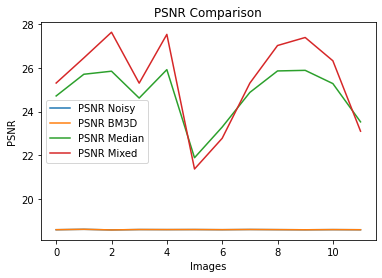 PSNR Comparison
28
26
24
22
20
PSNR
PSNR Noisy
PSNR BM3D
PSNR Median
PSNR Mixed
0 2 4 6 8 10
Images